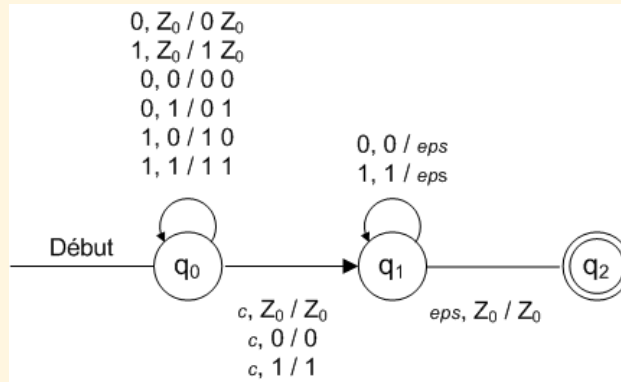 0, Z₀ / 0 Z₀
1, Z₀ / 1 Z₀
0, 0 / 0 0
0, 1 / 0 1
1, 0 / 1 0
1, 1 / 1 1
0, 0 / eps
1, 1 / eps
Début
q₀
q₁
q₂
c, Z₀ / Z₀
c, 0 / 0
c, 1 / 1
eps, Z₀ / Z₀